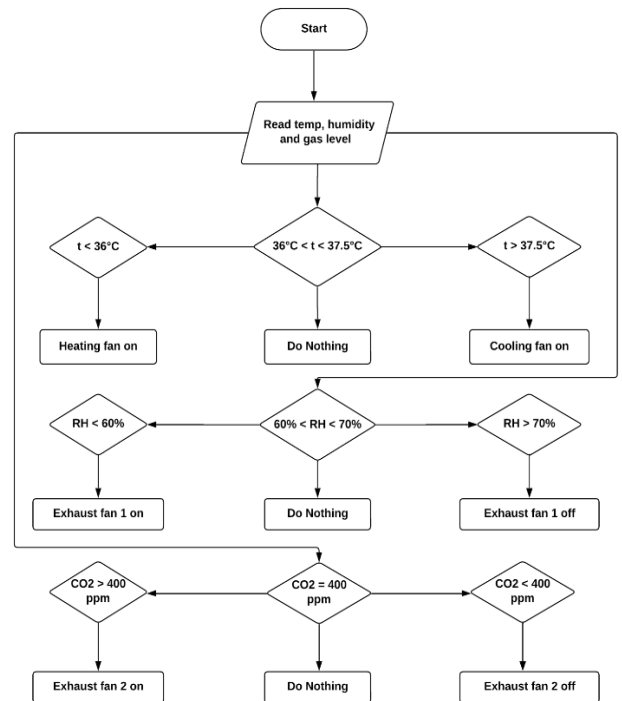 Start
Read temp, humidity
and gas level
t < 36°C
36°C < t < 37.5°C
t > 37.5°C
Heating fan on
Do Nothing
Cooling fan on
RH < 60%
60% < RH < 70%
RH > 70%
Exhaust fan 1 on
Do Nothing
Exhaust fan 1 off
CO2 > 400
ppm
CO2 = 400
ppm
CO2 < 400
ppm
Exhaust fan 2 on
Do Nothing
Exhaust fan 2 off